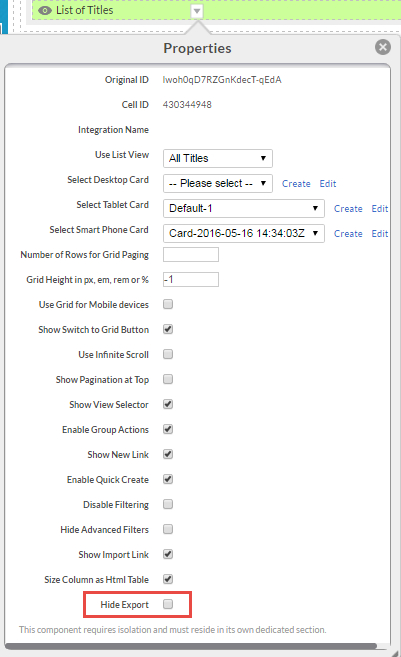 List of Titles
Properties
Original ID Iwoh0qD7RZGnKdecT-qEdA
Cell ID 430344948
Integration Name
Use List View All Titles
Select Desktop Card -- Please select -- Create Edit
Select Tablet Card Default-1 Create Edit
Select Smart Phone Card Card-2016-05-16 14:34:03Z Create Edit
Number of Rows for Grid Paging
Grid Height in px, em, rem or % -1
Use Grid for Mobile devices
Show Switch to Grid Button
Use Infinite Scroll
Show Pagination at Top
Show View Selector
Enable Group Actions
Show New Link
Enable Quick Create
Disable Filtering
Hide Advanced Filters
Show Import Link
Size Column as Html Table
Hide Export
This component requires isolation and must reside in its own dedicated section.